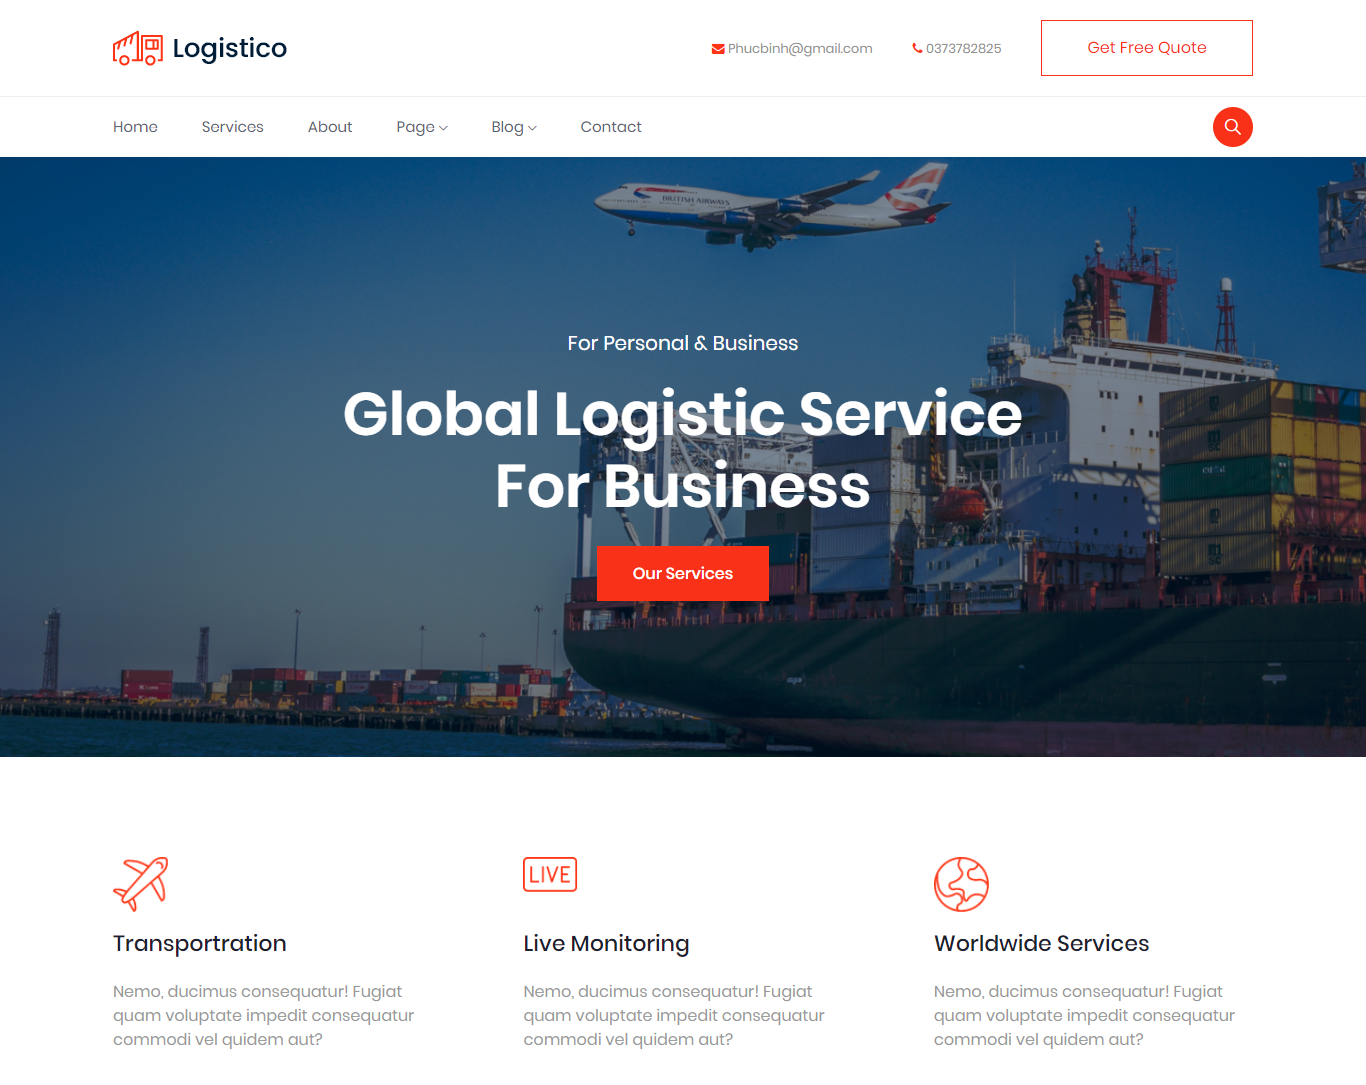 Logistico
Phucbinh@gmail.com
0373782825
Get Free Quote
Home
Services
About
Page
Blog
Contact
BRITISH AIRWAYS
For Personal & Business
Global Logistic Service
For Business
Our Services
LIVE
Transportration
Live Monitoring
Worldwide Services
Nemo, ducimus consequatur! Fugiat
quam voluptate impedit consequatur
commodi vel quidem aut?
Nemo, ducimus consequatur! Fugiat
quam voluptate impedit consequatur
commodi vel quidem aut?
Nemo, ducimus consequatur! Fugiat
quam voluptate impedit consequatur
commodi vel quidem aut?